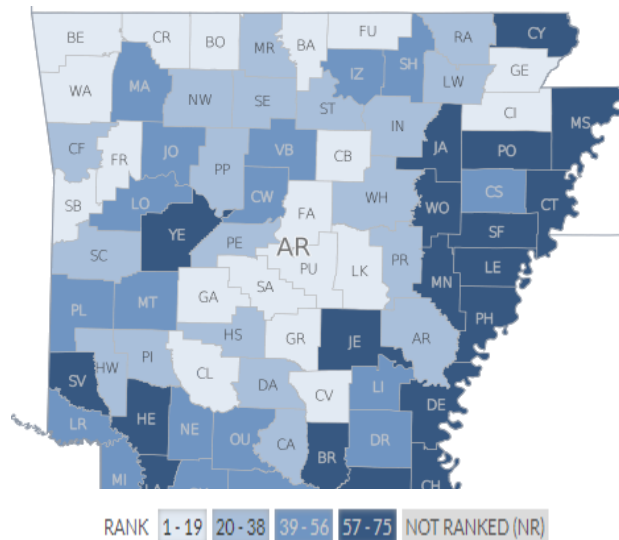 BE CR BO MR BA FU RA CY
IZ SH GE
WA MA NW SE ST LW CI MS
CF FR JO PP VB CB IN JA PO
LO CW WH WO CS CT
SB YE FA SF
SC PE AR PU LK PR LE
GA SA MN
PL MT PH
HS GR JE AR
HW PI CL DA LI
SV CV DE
LR HE NE OU CA DR
BR
MI CH
RANK 1 - 19 20 - 38 39 - 56 57 - 75 NOT RANKED (NR)